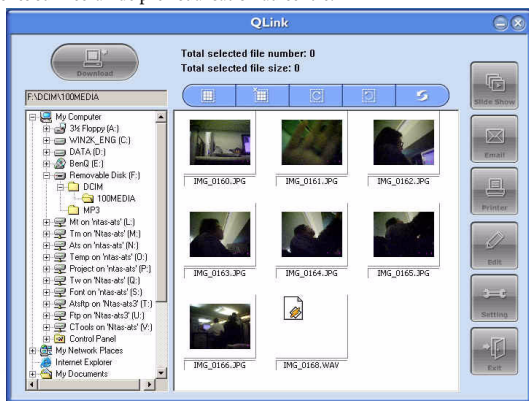 QLink
Download
Total selected file number: 0
Total selected file size: 0
F:\DCIM\100MEDIA
My Computer
3½ Floppy (A:)
WIN2K_ENG (C:)
DATA (D:)
BenQ (E:)
Removable Disk (F:)
DCIM
100MEDIA
MP3
Mt on 'ntas-ats' (L:)
Tm on 'Ntas-ats' (M:)
Ats on 'ntas-ats' (N:)
Temp on 'ntas-ats' (O:)
Project on 'ntas-ats' (P:)
Tw on 'Ntas-ats' (Q:)
Font on 'ntas-ats' (S:)
Atsftp on 'Ntas-ats3' (T:)
Ftp on 'Ntas-ats3' (U:)
CTools on 'Ntas-ats' (V:)
Control Panel
My Network Places
Internet Explorer
My Documents
IMG_0160.JPG
IMG_0161.JPG
IMG_0162.JPG
IMG_0163.JPG
IMG_0164.JPG
IMG_0165.JPG
IMG_0166.JPG
IMG_0168.WAV
Slide Show
Email
Printer
Edit
Setting
Exit